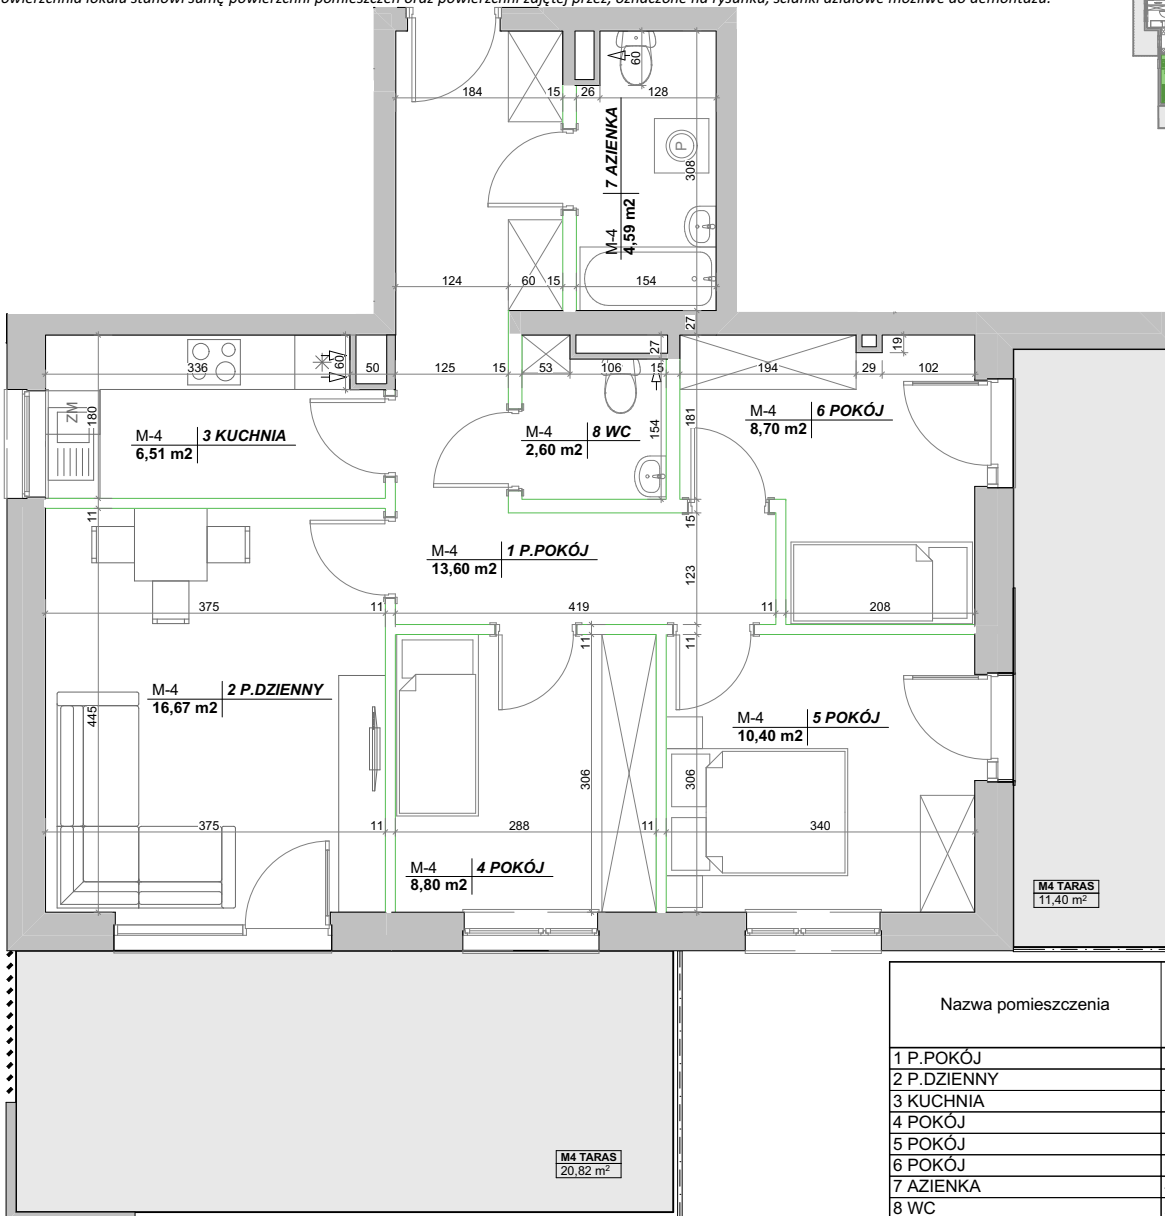 owierzchnia lokalu stanowi sumę powierzchni pomieszczeń oraz powierzchni zajętej przez, oznaczone na rysunku, ścianki działowe możliwe do demontażu.
60
184 15 26 128
7 AZIENKA
M-4
4,59 m2
P
308
124 60 15 154
27
27
19
336 60 50 125 15 53 106 15 194 29 102
ZM
180
M-4 3 KUCHNIA
6,51 m2
M-4 8 WC
2,60 m2
154
181
M-4 6 POKÓJ
8,70 m2
11
15
M-4 1 P.POKÓJ
13,60 m2
123
375 11 419 11 208
11
11
M-4 2 P.DZIENNY
16,67 m2
445
M-4 5 POKÓJ
10,40 m2
306
306
375 11 288 11 340
M-4 4 POKÓJ
8,80 m2
M4 TARAS
11,40 m²
M4 TARAS
20,82 m²
Nazwa pomieszczenia
1 P.POKÓJ
2 P.DZIENNY
3 KUCHNIA
4 POKÓJ
5 POKÓJ
6 POKÓJ
7 AZIENKA
8 WC